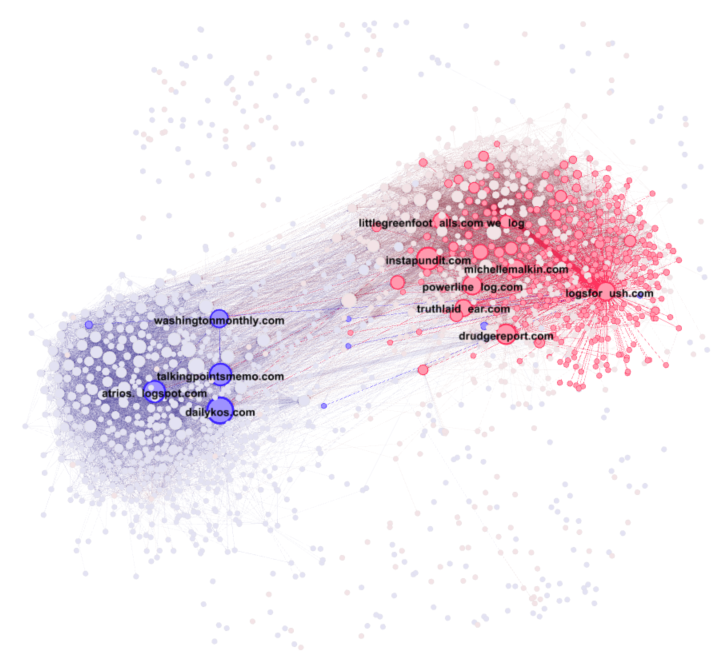 littlegreenfoot alls.com we log
instapundit.com
michellemalkin.com
powerline log.com
logsfor ush.com
truthlaid ear.com
washingtonmonthly.com
drudgereport.com
talkingpointsmemo.com
atrios. logspot.com
dailykos.com